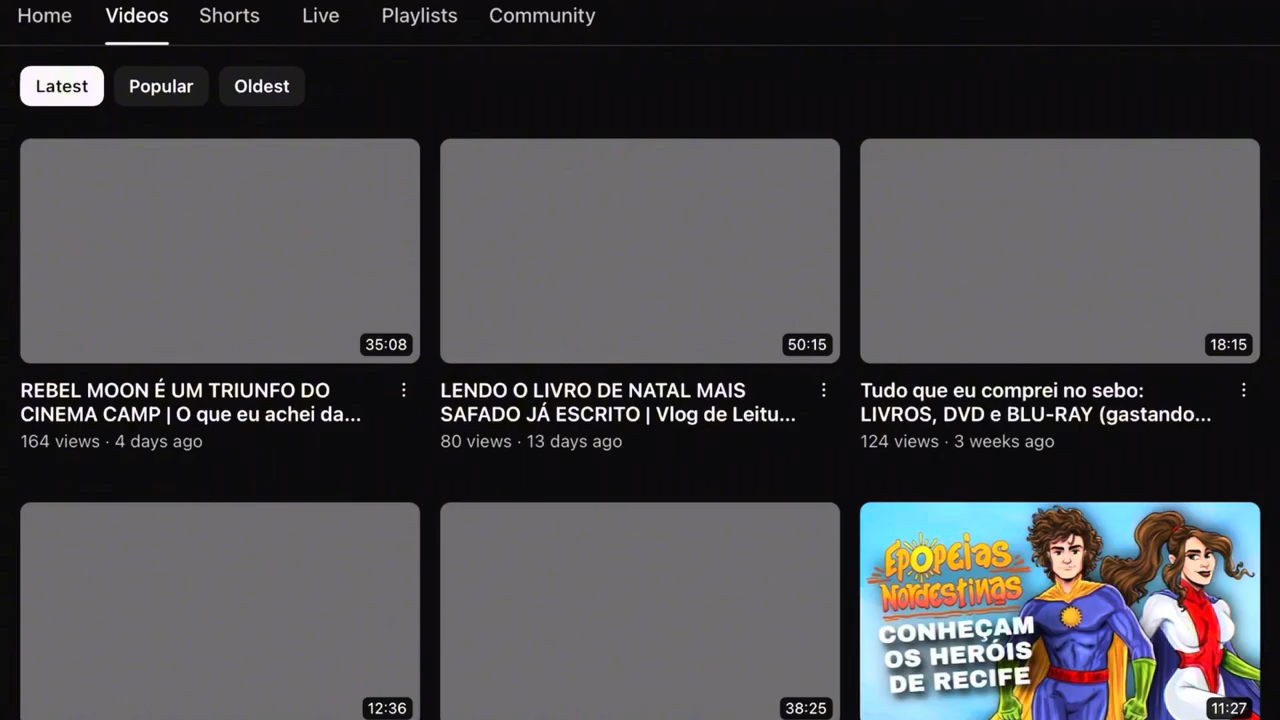 Home Videos Shorts Live Playlists Community
Latest Popular Oldest
35:08
50:15
18:15
REBEL MOON É UM TRIUNFO DO
CINEMA CAMP | O que eu achei da...
164 views · 4 days ago
LENDO O LIVRO DE NATAL MAIS
SAFADO JÁ ESCRITO | Vlog de Leitu...
80 views · 13 days ago
Tudo que eu comprei no sebo:
LIVROS, DVD e BLU-RAY (gastando...
124 views · 3 weeks ago
12:36
38:25
EPOPEIAS
NORDESTINAS
CONHEÇAM
OS HERÓIS
DE RECIFE
11:27